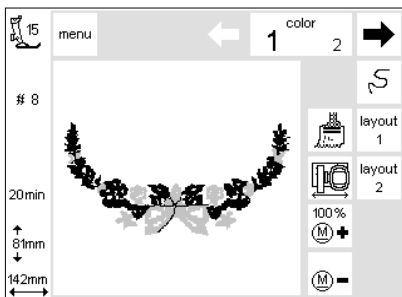 15
menu
color
1 2
# 8
layout
1
layout
2
20min
81mm
142mm
100%
M +
M -